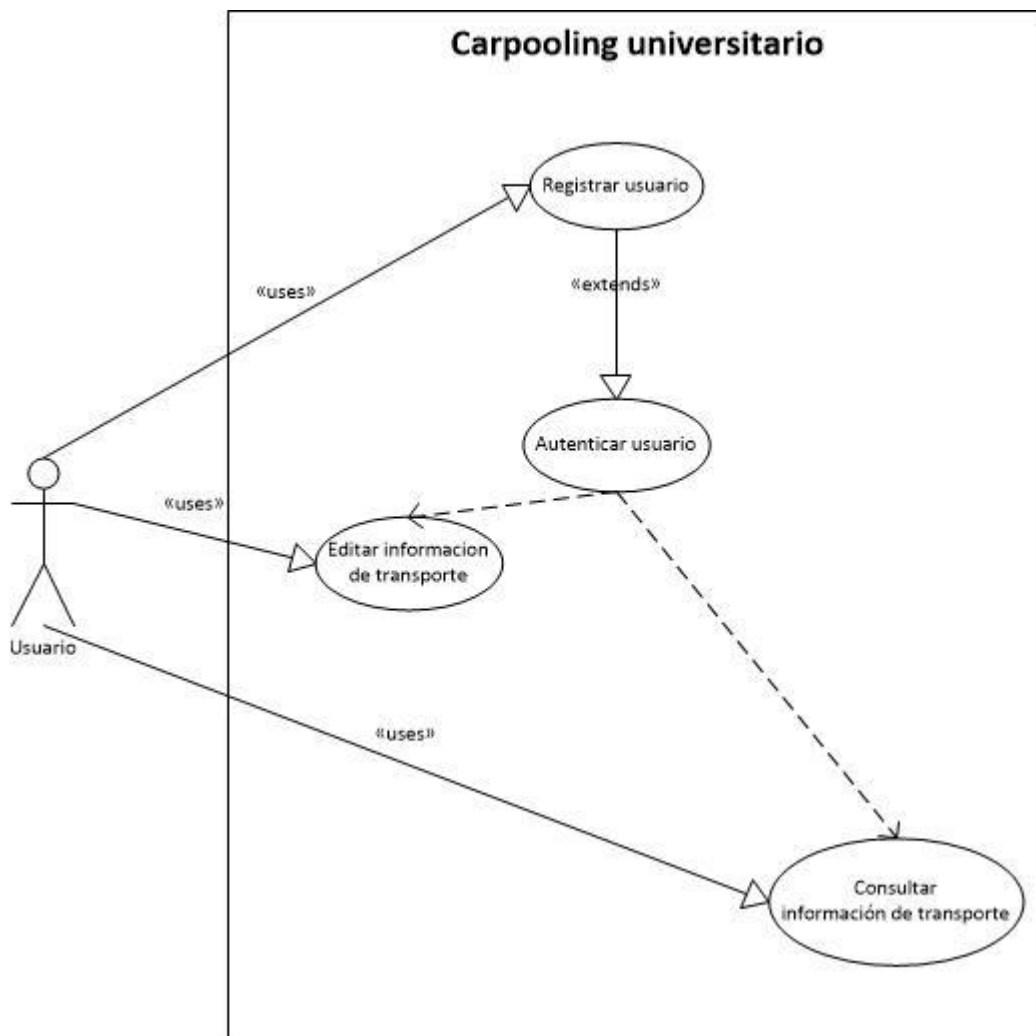 Carpooling universitario
Registrar usuario
«uses»
«extends»
Autenticar usuario
«uses»
Editar informacion
de transporte
Usuario
«uses»
Consultar
información de transporte